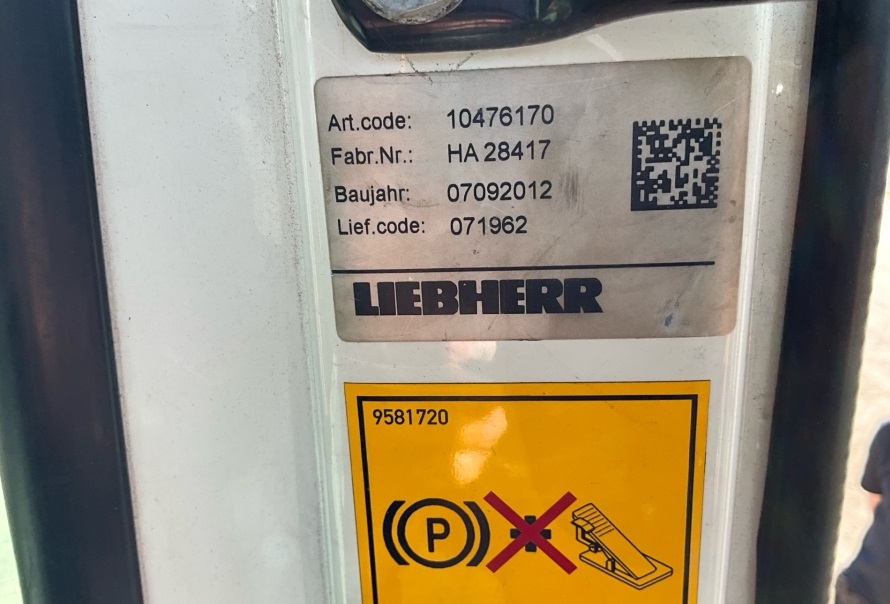 Art.code: 10476170
Fabr.Nr.: HA 28417
Baujahr: 07092012
Lief.code: 071962
LIEBHERR
9581720
P